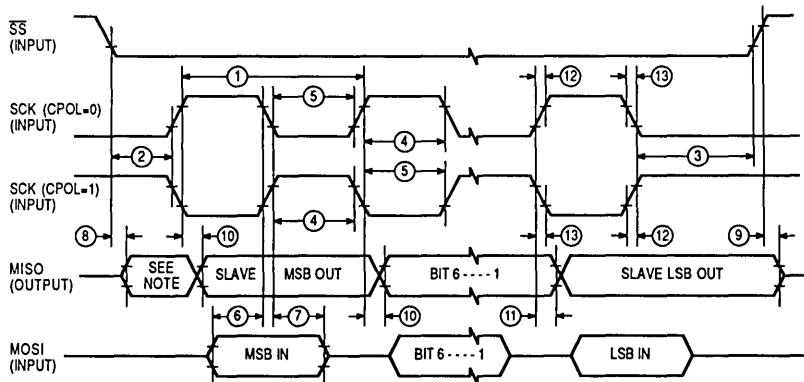 SS
(INPUT)
1
12
13
5
SCK (CPOL=0)
(INPUT)
4
2
3
5
SCK (CPOL=1)
(INPUT)
4
8
10
13
12
9
MISO
(OUTPUT)
SEE
NOTE
SLAVE
MSB OUT
BIT 6 - - - - 1
SLAVE LSB OUT
6
7
10
11
MOSI
(INPUT)
MSB IN
BIT 6 - - - - 1
LSB IN